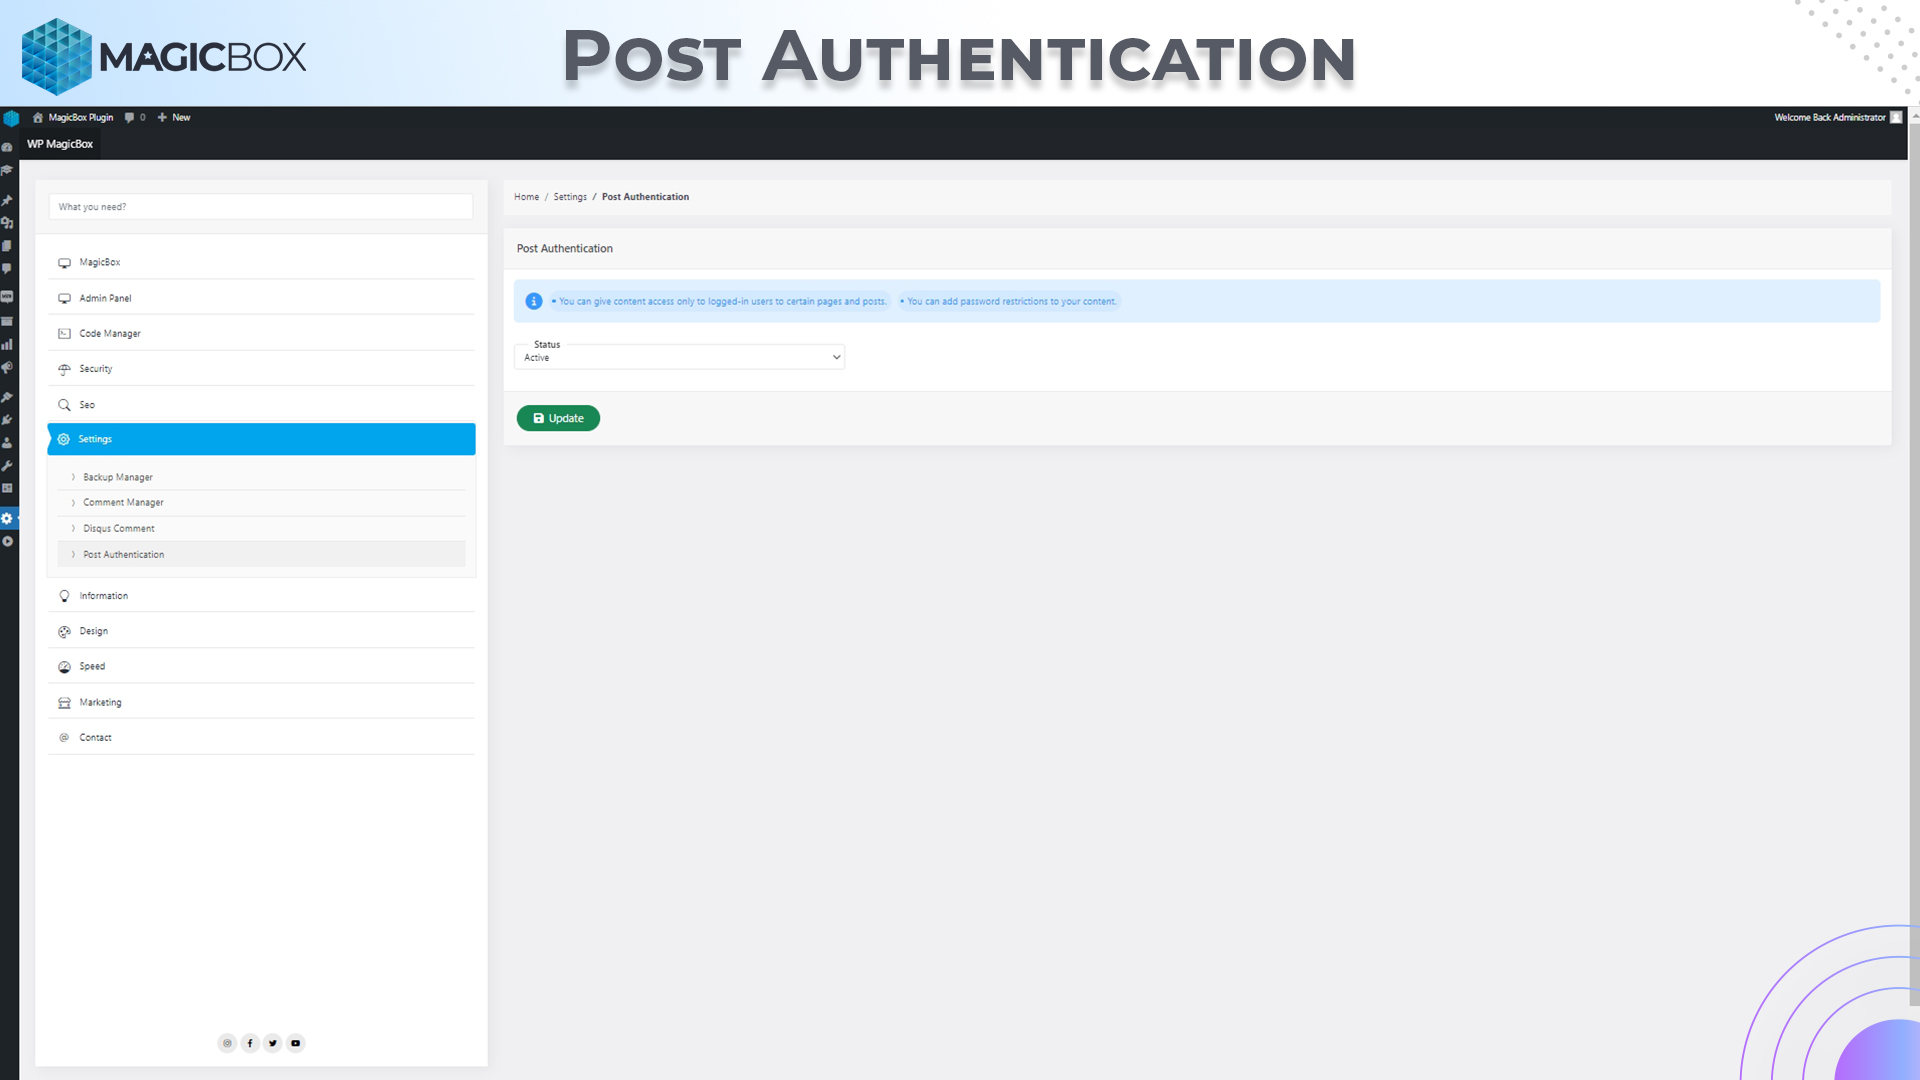 MAGICBOX
POST AUTHENTICATION
MagicBox Plugin 0 New
Welcome Back Administrator
WP MagicBox
What you need?
MagicBox
Admin Panel
Code Manager
Security
Seo
Settings
Backup Manager
Comment Manager
Disqus Comment
Post Authentication
Information
Design
Speed
Marketing
Contact
Home / Settings / Post Authentication
Post Authentication
• You can give content access only to logged-in users to certain pages and posts. • You can add password restrictions to your content.
Status
Active
Update